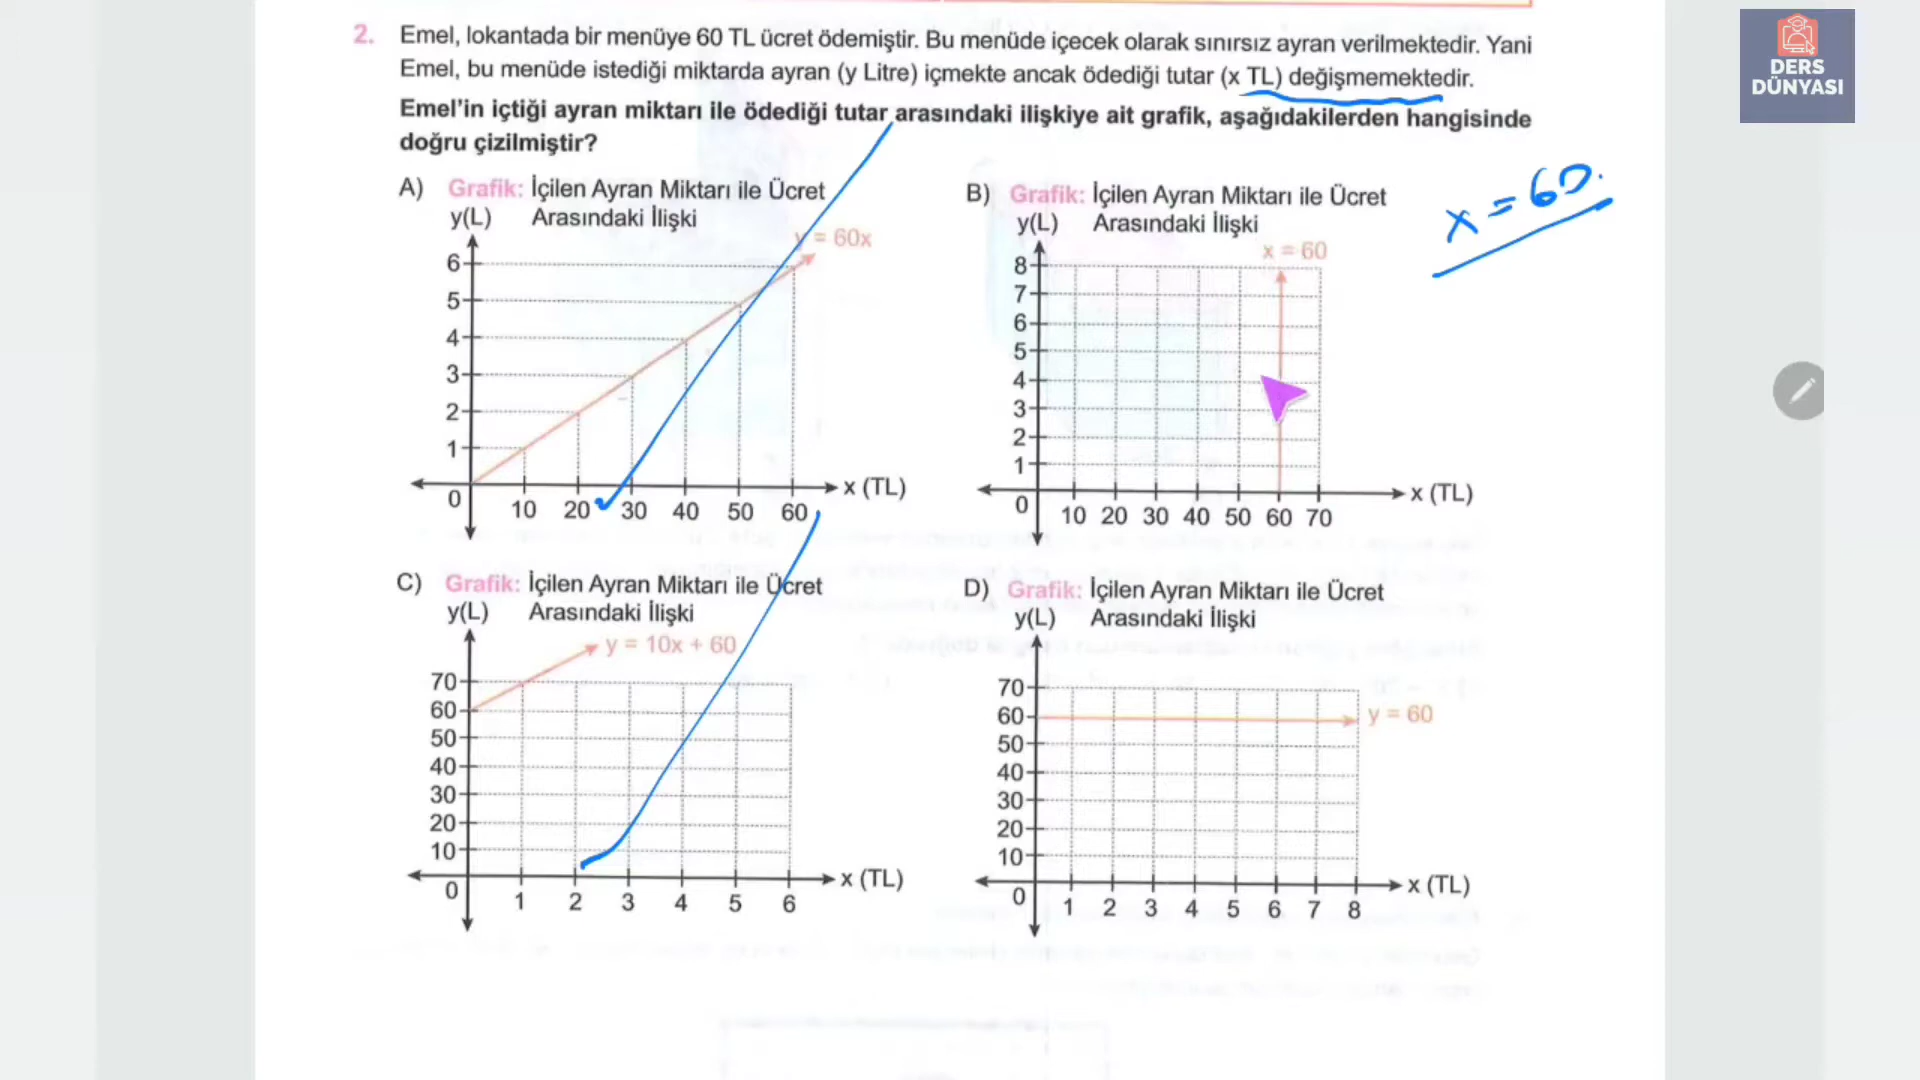 DERS
DÜNYASI
2. Emel, lokantada bir menüye 60 TL ücret ödemiştir. Bu menüde içecek olarak sınırsız ayran verilmektedir. Yani
Emel, bu menüde istediği miktarda ayran (y Litre) içmekte ancak ödediği tutar (x TL) değişmemektedir.
Emel'in içtiği ayran miktarı ile ödediği tutar arasındaki ilişkiye ait grafik, aşağıdakilerden hangisinde
doğru çizilmiştir?
x = 60.
A) Grafik: İçilen Ayran Miktarı ile Ücret
y(L) Arasındaki İlişki
y = 60x
6
5
4
3
2
1
0 10 20 30 40 50 60 x (TL)
B) Grafik: İçilen Ayran Miktarı ile Ücret
y(L) Arasındaki İlişki
x = 60
8
7
6
5
4
3
2
1
0 10 20 30 40 50 60 70 x (TL)
C) Grafik: İçilen Ayran Miktarı ile Ücret
y(L) Arasındaki İlişki
y = 10x + 60
70
60
50
40
30
20
10
0 1 2 3 4 5 6 x (TL)
D) Grafik: İçilen Ayran Miktarı ile Ücret
y(L) Arasındaki İlişki
70
60 y = 60
50
40
30
20
10
0 1 2 3 4 5 6 7 8 x (TL)